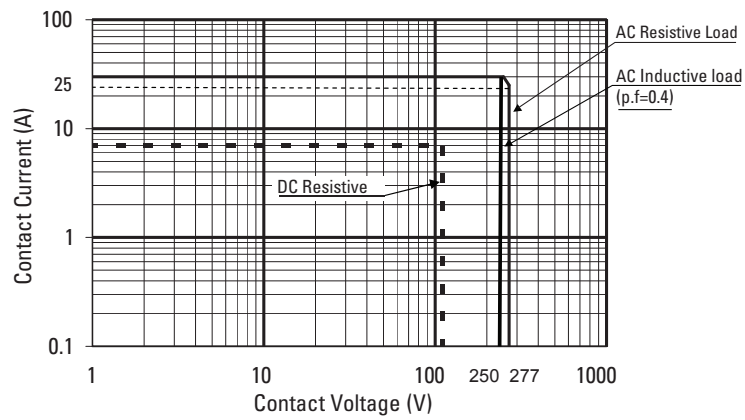 100
AC Resistive Load
25
AC Inductive load
(p.f=0.4)
10
Contact Current (A)
DC Resistive
1
0.1
1
10
100
250
277
1000
Contact Voltage (V)